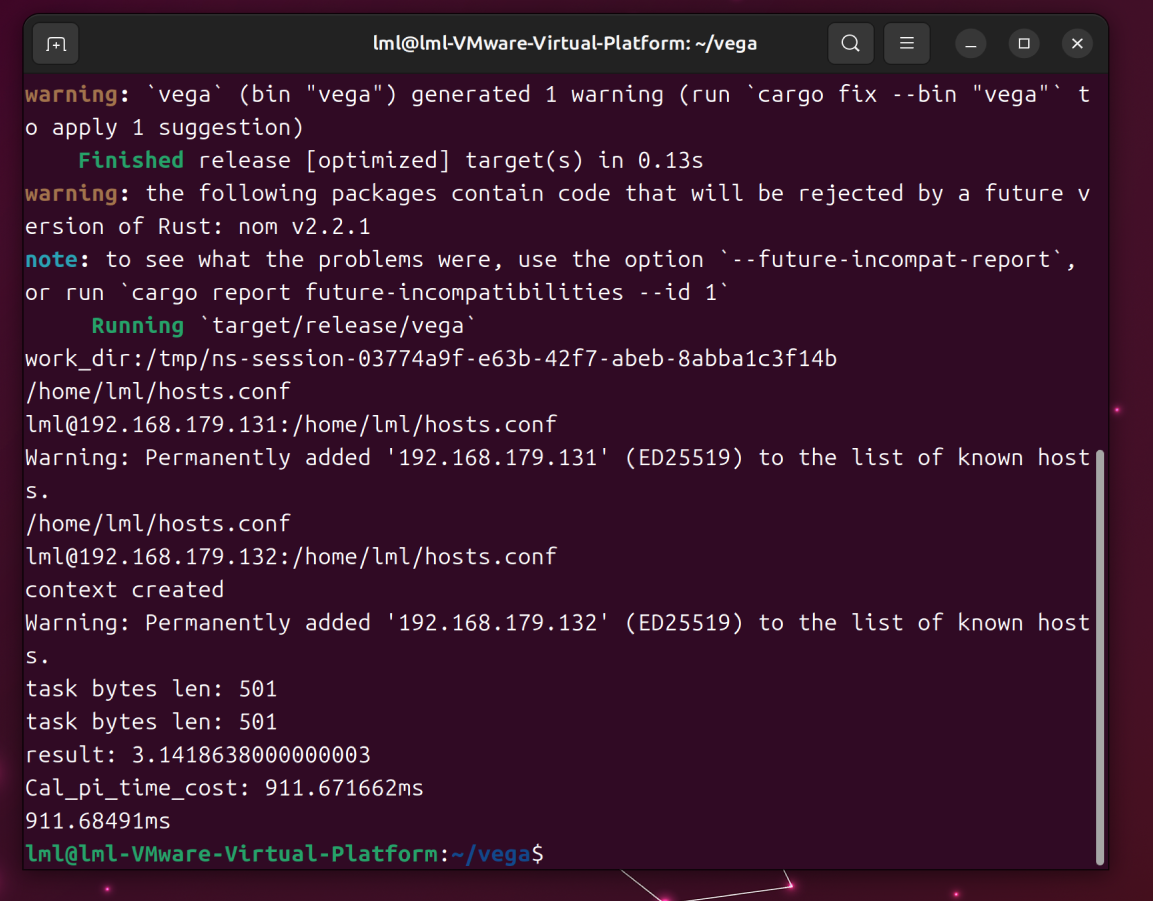 lml@lml-VMware-Virtual-Platform: ~/vega
warning: `vega` (bin "vega") generated 1 warning (run `cargo fix --bin "vega"` t
o apply 1 suggestion)
    Finished release [optimized] target(s) in 0.13s
warning: the following packages contain code that will be rejected by a future v
ersion of Rust: nom v2.2.1
note: to see what the problems were, use the option `--future-incompat-report`,
or run `cargo report future-incompatibilities --id 1`
     Running `target/release/vega`
work_dir:/tmp/ns-session-03774a9f-e63b-42f7-abeb-8abba1c3f14b
/home/lml/hosts.conf
lml@192.168.179.131:/home/lml/hosts.conf
Warning: Permanently added '192.168.179.131' (ED25519) to the list of known host
s.
/home/lml/hosts.conf
lml@192.168.179.132:/home/lml/hosts.conf
context created
Warning: Permanently added '192.168.179.132' (ED25519) to the list of known host
s.
task bytes len: 501
task bytes len: 501
result: 3.1418638000000003
Cal_pi_time_cost: 911.671662ms
911.68491ms
lml@lml-VMware-Virtual-Platform:~/vega$